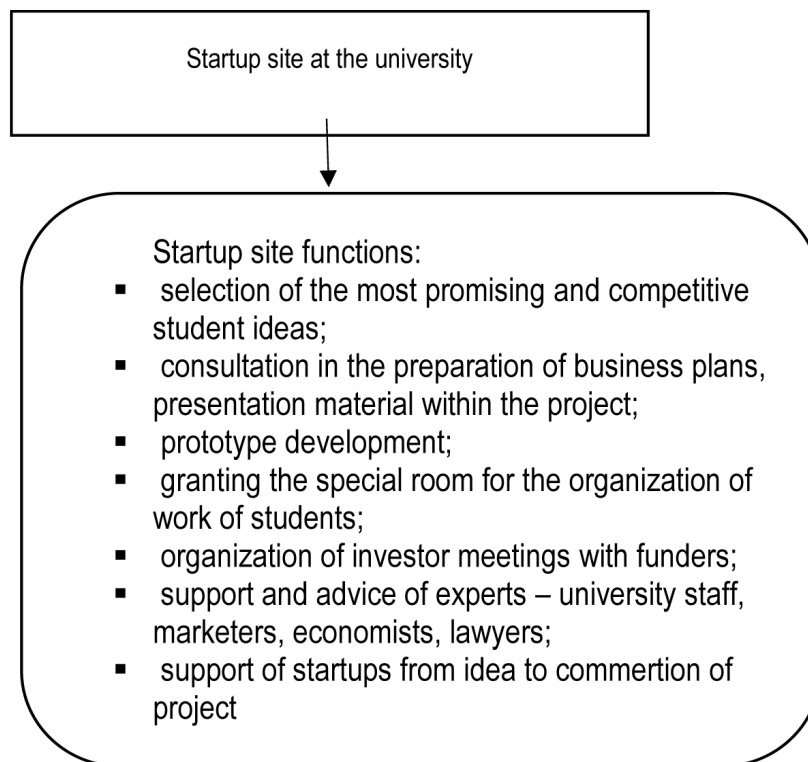 Startup site at the university
Startup site functions:
▪ selection of the most promising and competitive
student ideas;
▪ consultation in the preparation of business plans,
presentation material within the project;
▪ prototype development;
▪ granting the special room for the organization of
work of students;
▪ organization of investor meetings with funders;
▪ support and advice of experts – university staff,
marketers, economists, lawyers;
▪ support of startups from idea to commertion of
project